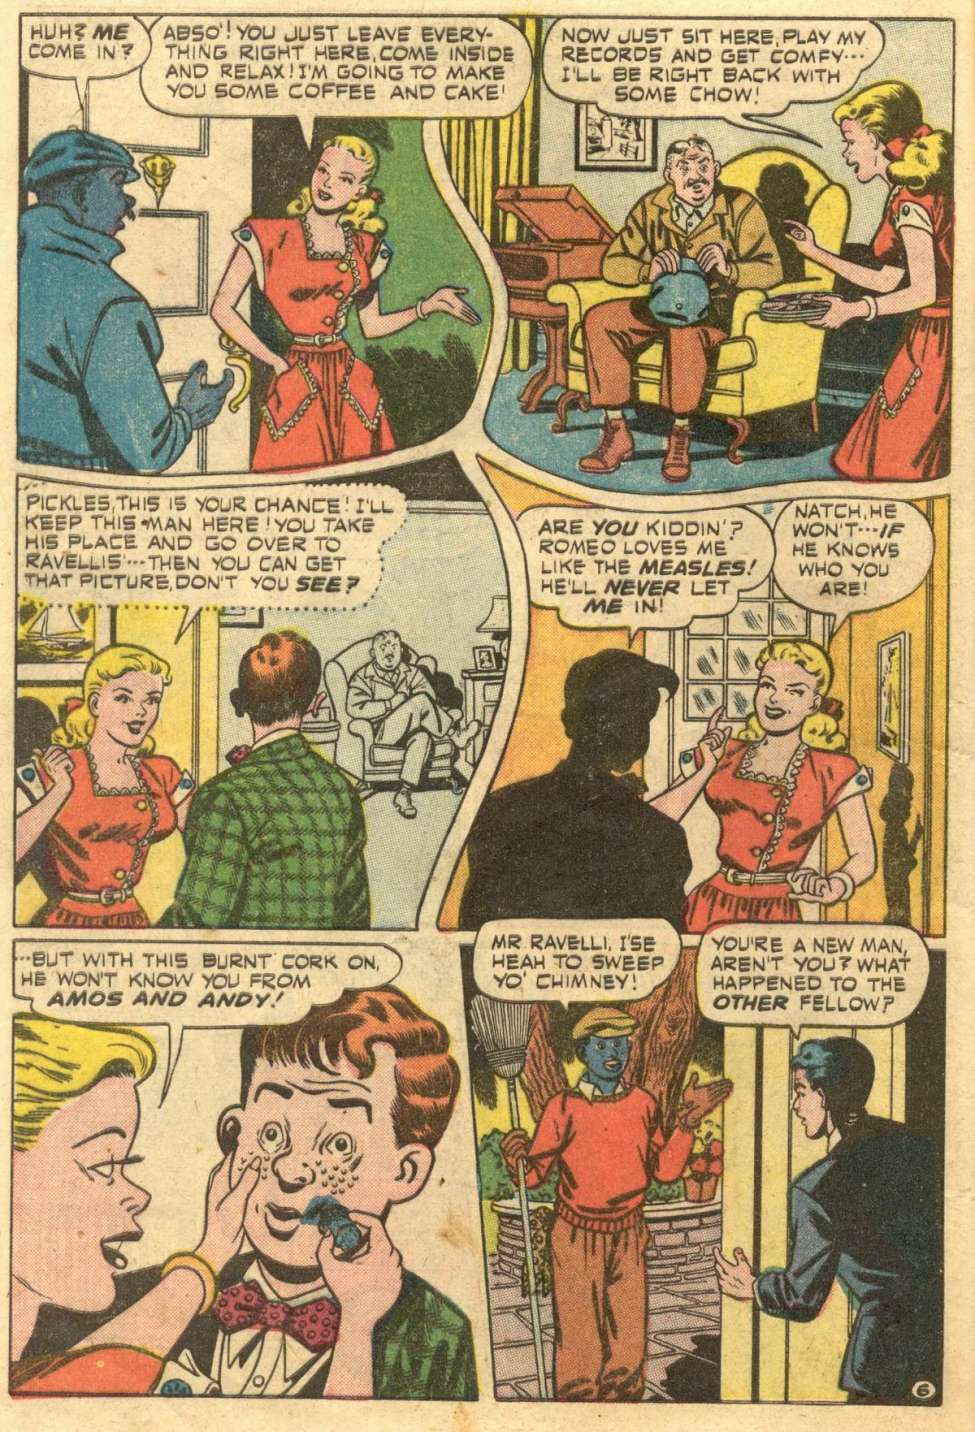 HUH? ME
COME IN?
ABSO'! YOU JUST LEAVE EVERY-
THING RIGHT HERE, COME INSIDE
AND RELAX! I'M GOING TO MAKE
YOU SOME COFFEE AND CAKE!
NOW JUST SIT HERE, PLAY MY
RECORDS AND GET COMFY...
I'LL BE RIGHT BACK WITH
SOME CHOW!
PICKLES, THIS IS YOUR CHANCE! I'LL
KEEP THIS MAN HERE! YOU TAKE
HIS PLACE AND GO OVER TO
RAVELLIS'... THEN YOU CAN GET
THAT PICTURE, DON'T YOU SEE?
ARE YOU KIDDIN'?
ROMEO LOVES ME
LIKE THE MEASLES!
HE'LL NEVER LET
ME IN!
NATCH, HE
WON'T... IF
HE KNOWS
WHO YOU
ARE!
...BUT WITH THIS BURNT CORK ON,
HE WON'T KNOW YOU FROM
AMOS AND ANDY!
MR RAVELLI, I'SE
HEAH TO SWEEP
YO' CHIMNEY!
YOU'RE A NEW MAN,
AREN'T YOU? WHAT
HAPPENED TO THE
OTHER FELLOW?
6